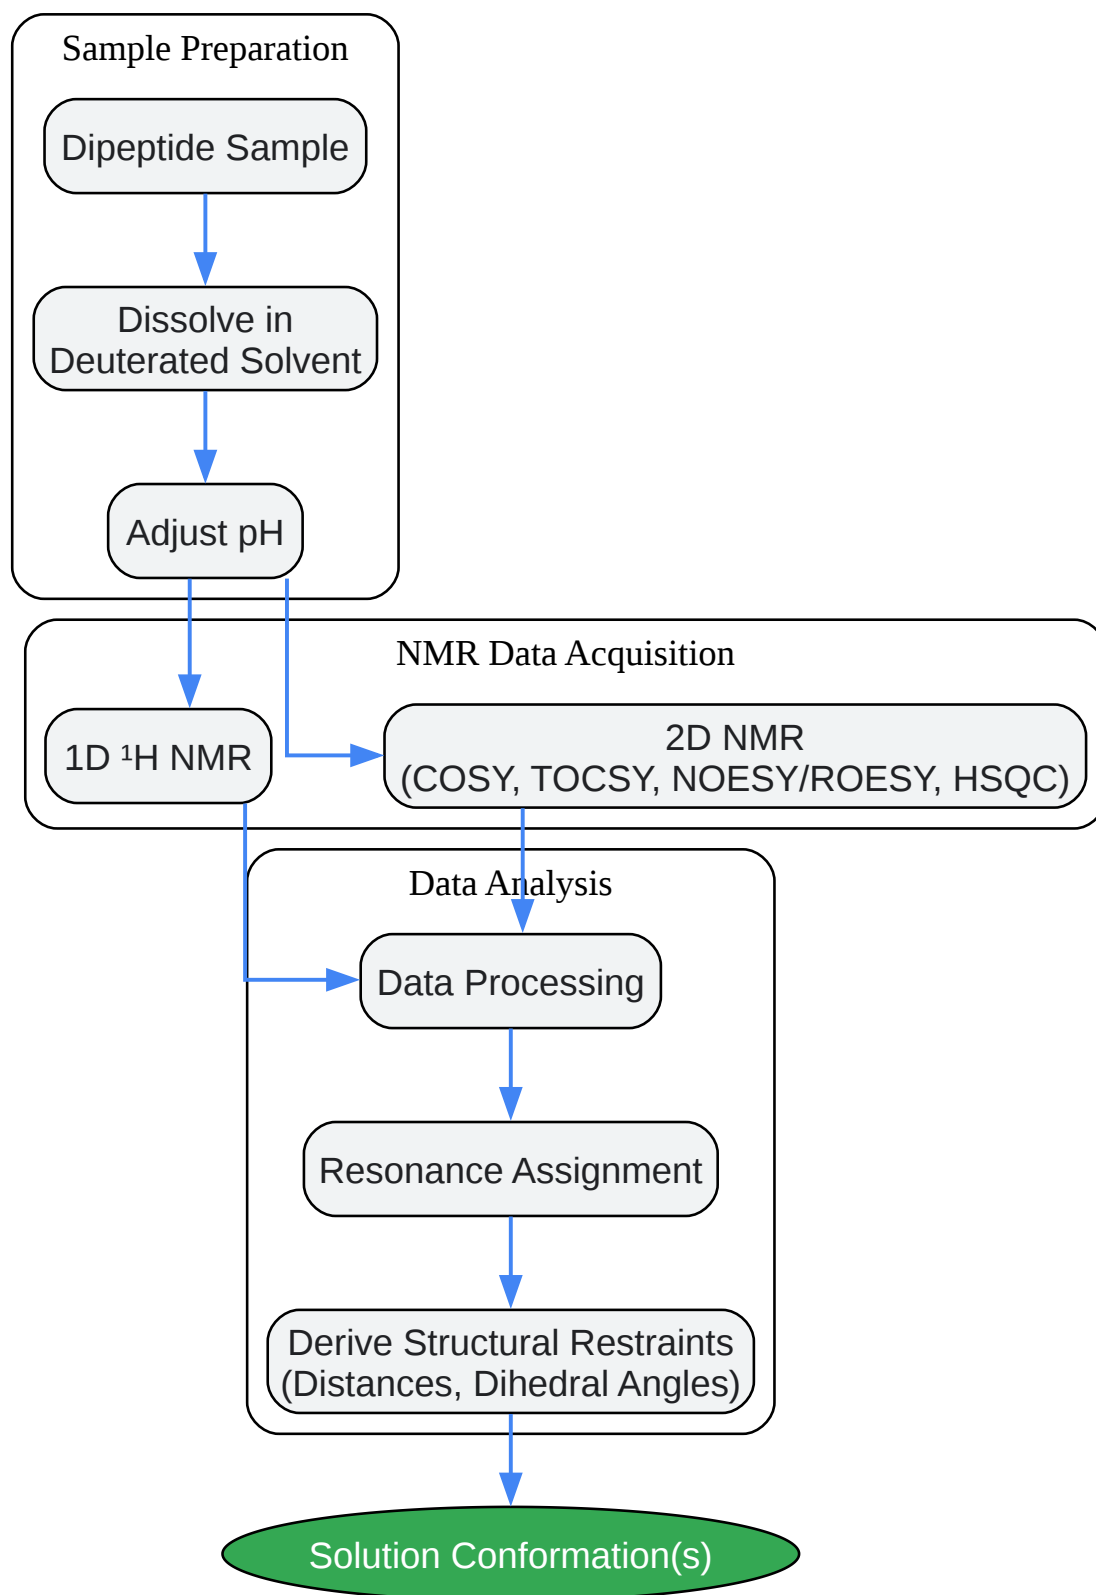 Sample Preparation
Dipeptide Sample
Dissolve in
Deuterated Solvent
Adjust pH
NMR Data Acquisition
1D ¹H NMR
2D NMR
(COSY, TOCSY, NOESY/ROESY, HSQC)
Data Analysis
Data Processing
Resonance Assignment
Derive Structural Restraints
(Distances, Dihedral Angles)
Solution Conformation(s)